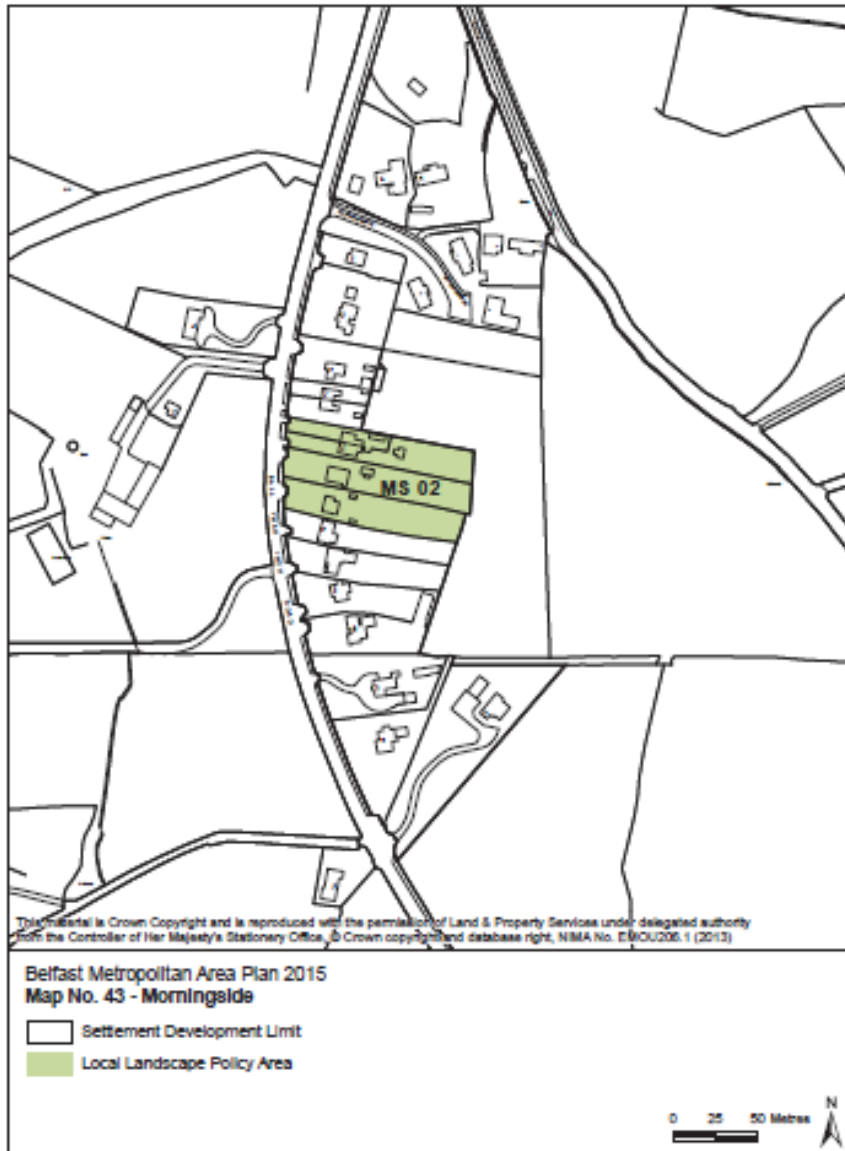 MS 02
This material is Crown Copyright and is reproduced with the permission of Land & Property Services under delegated authority
from the Controller of Her Majesty's Stationery Office, © Crown copyright and database right, NIMA No. EMOU206.1 (2013)
Belfast Metropolitan Area Plan 2015
Map No. 43 - Morningside
Settlement Development Limit
Local Landscape Policy Area
N
0 25 50 Metres